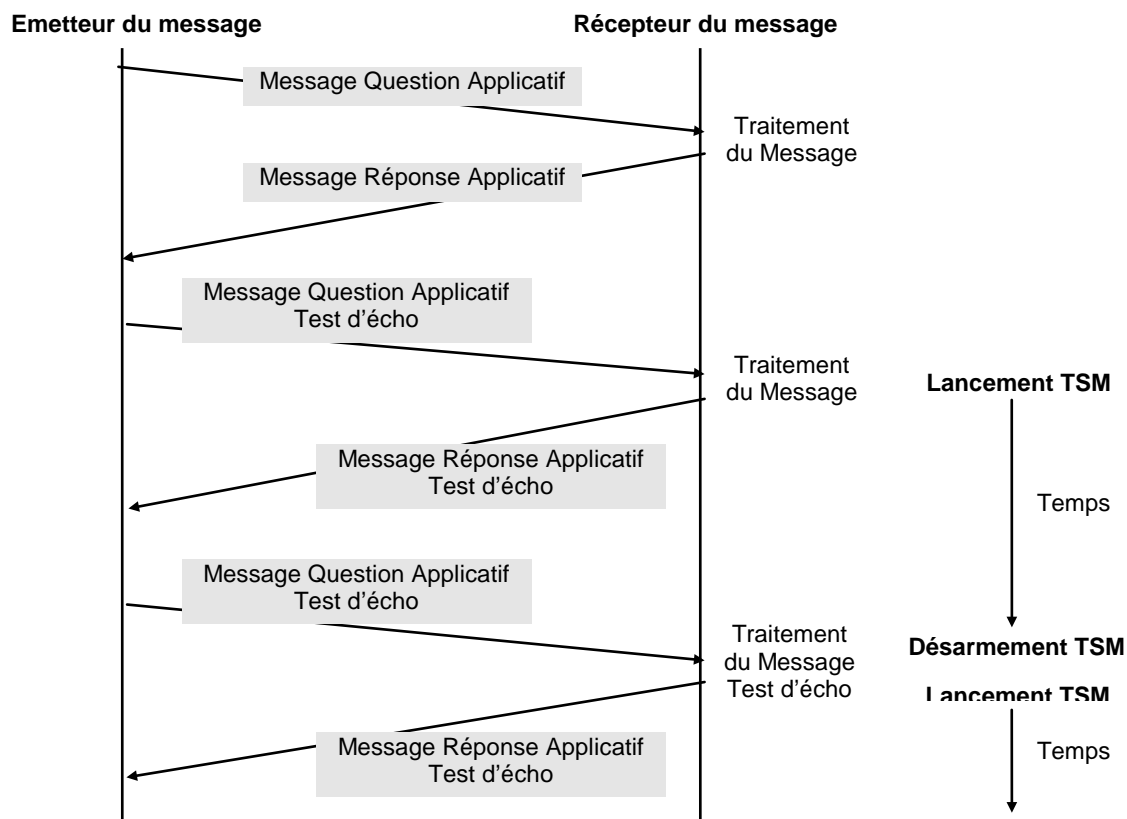 Emetteur du message
Récepteur du message
Message Question Applicatif
Traitement
du Message
Message Réponse Applicatif
Message Question Applicatif
Test d'écho
Traitement
du Message
Lancement TSM
Message Réponse Applicatif
Test d'écho
Temps
Message Question Applicatif
Test d'écho
Traitement
du Message
Test d'écho
Désarmement TSM
Lancement TSM
Message Réponse Applicatif
Test d'écho
Temps